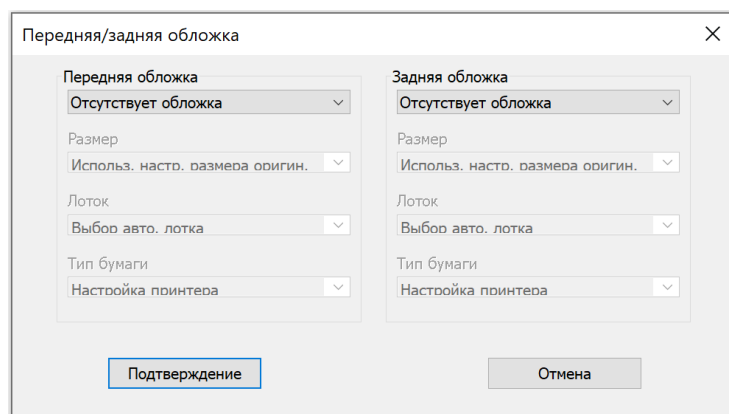 Передняя/задняя обложка
Передняя обложка
Отсутствует обложка
Размер
Использ. настр. размера оригин.
Лоток
Выбор авто. лотка
Тип бумаги
Настройка принтера
Задняя обложка
Отсутствует обложка
Размер
Использ. настр. размера оригин.
Лоток
Выбор авто. лотка
Тип бумаги
Настройка принтера
Подтверждение
Отмена